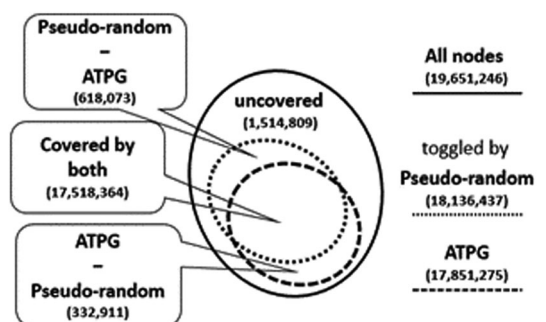 Pseudo-random
–
ATPG
(618,073)
Covered by
both
(17,518,364)
ATPG
–
Pseudo-random
(332,911)
uncovered
(1,514,809)
All nodes
(19,651,246)
toggled by
Pseudo-random
(18,136,437)
ATPG
(17,851,275)